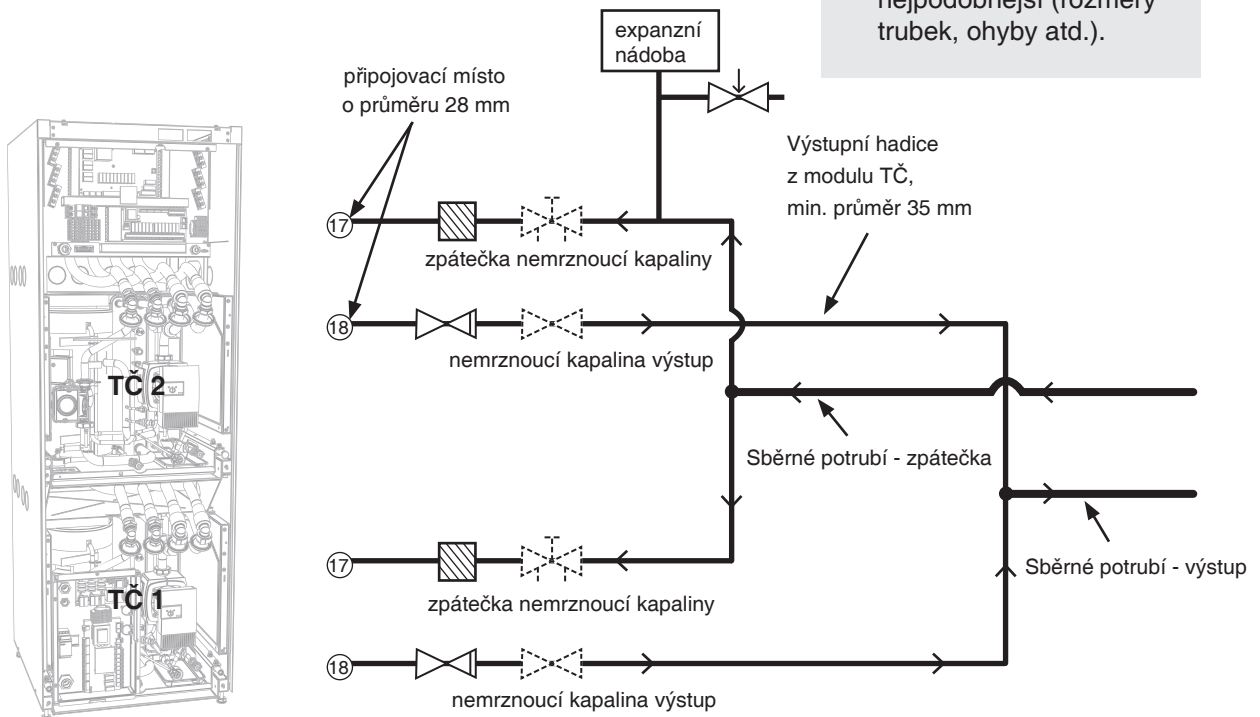 nejpodobnější (rozměry
trubek, ohyby atd.).
expanzní
nádoba
připojovací místo
o průměru 28 mm
Výstupní hadice
z modulu TČ,
min. průměr 35 mm
17
zpátečka nemrznoucí kapaliny
18
nemrznoucí kapalina výstup
TČ 2
Sběrné potrubí - zpátečka
17
Sběrné potrubí - výstup
zpátečka nemrznoucí kapaliny
TČ 1
18
nemrznoucí kapalina výstup